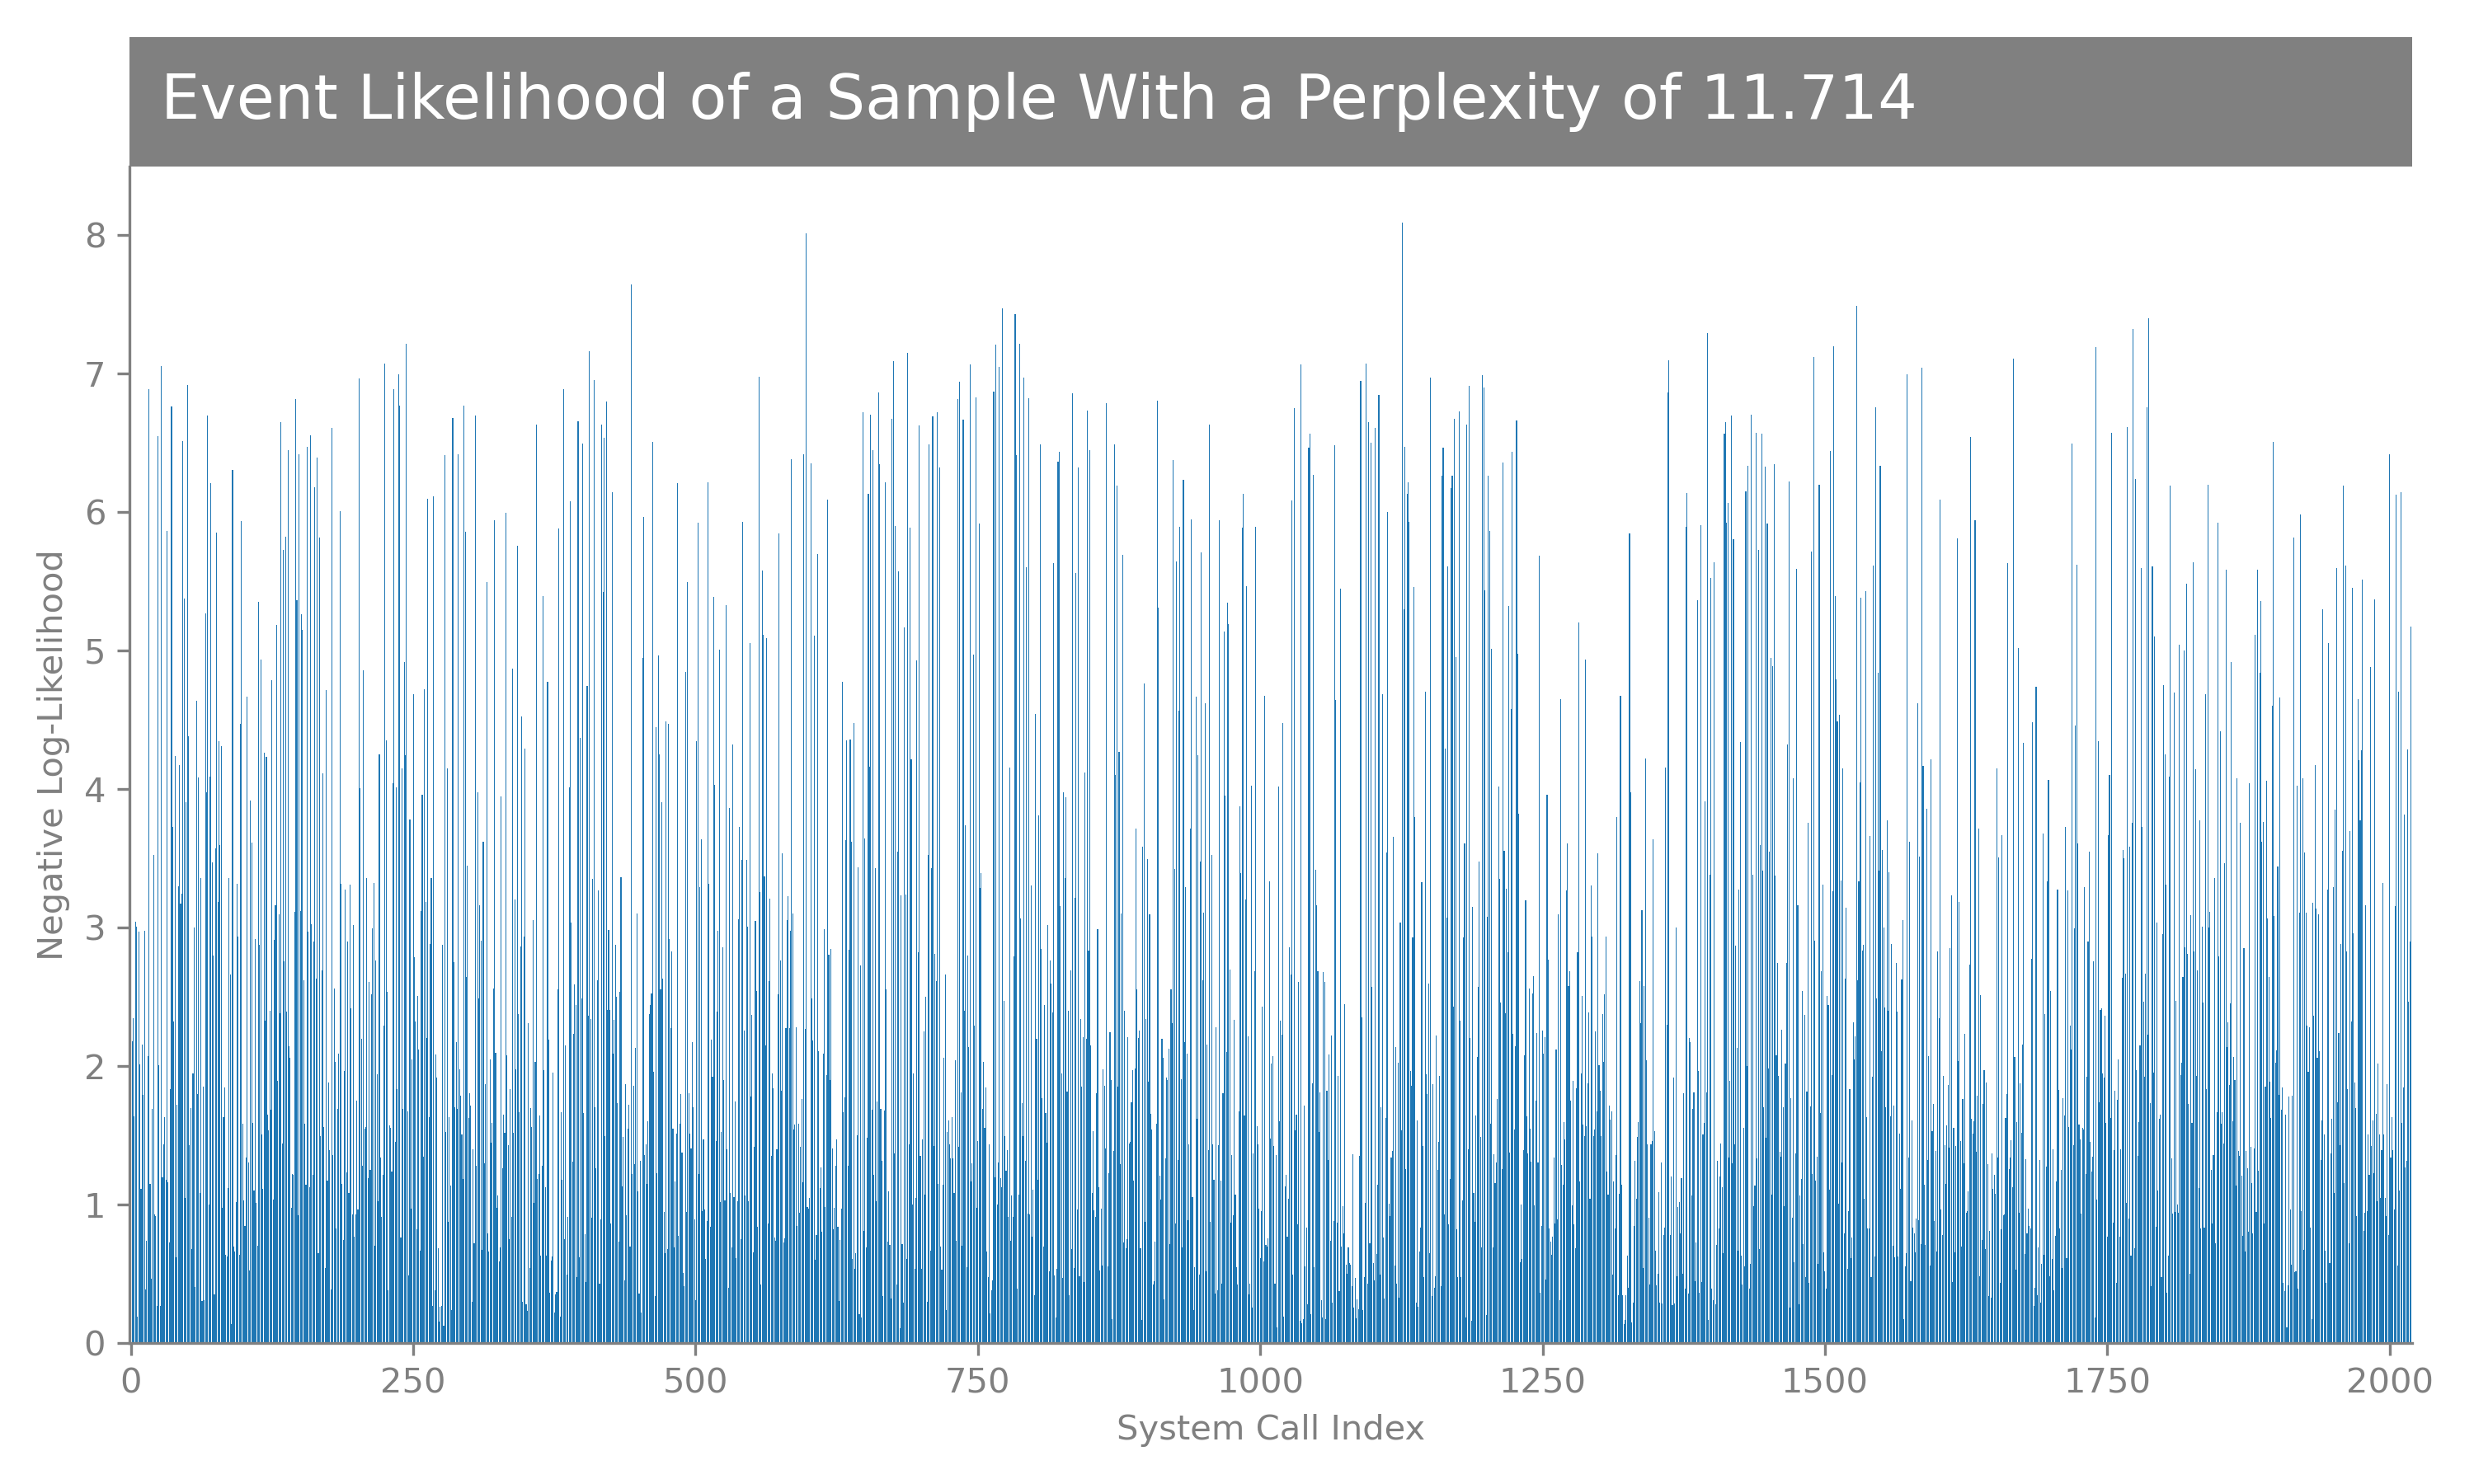 Event Likelihood of a Sample With a Perplexity of 11.714
8
7
6
5
4
3
2
1
0
Negative Log-Likelihood
0 250 500 750 1000 1250 1500 1750 2000
System Call Index